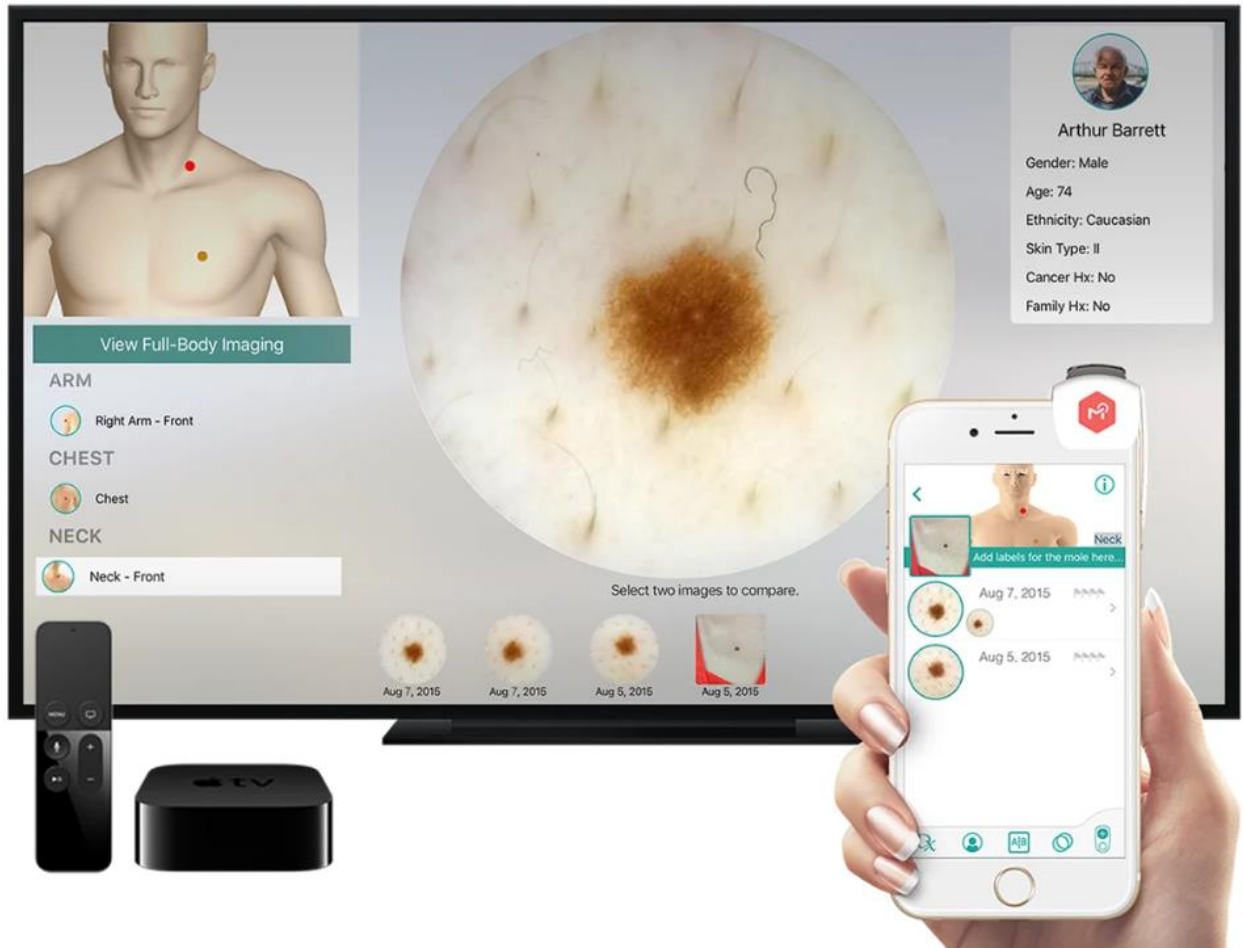 View Full-Body Imaging
ARM
Right Arm - Front
CHEST
Chest
NECK
Neck - Front
Select two images to compare.
Aug 7, 2015
Aug 7, 2015
Aug 5, 2015
Aug 5, 2015
Arthur Barrett
Gender: Male
Age: 74
Ethnicity: Caucasian
Skin Type: II
Cancer Hx: No
Family Hx: No
MENU
tv
Neck
Add labels for the mole here...
Aug 7, 2015
Aug 5, 2015
A|B